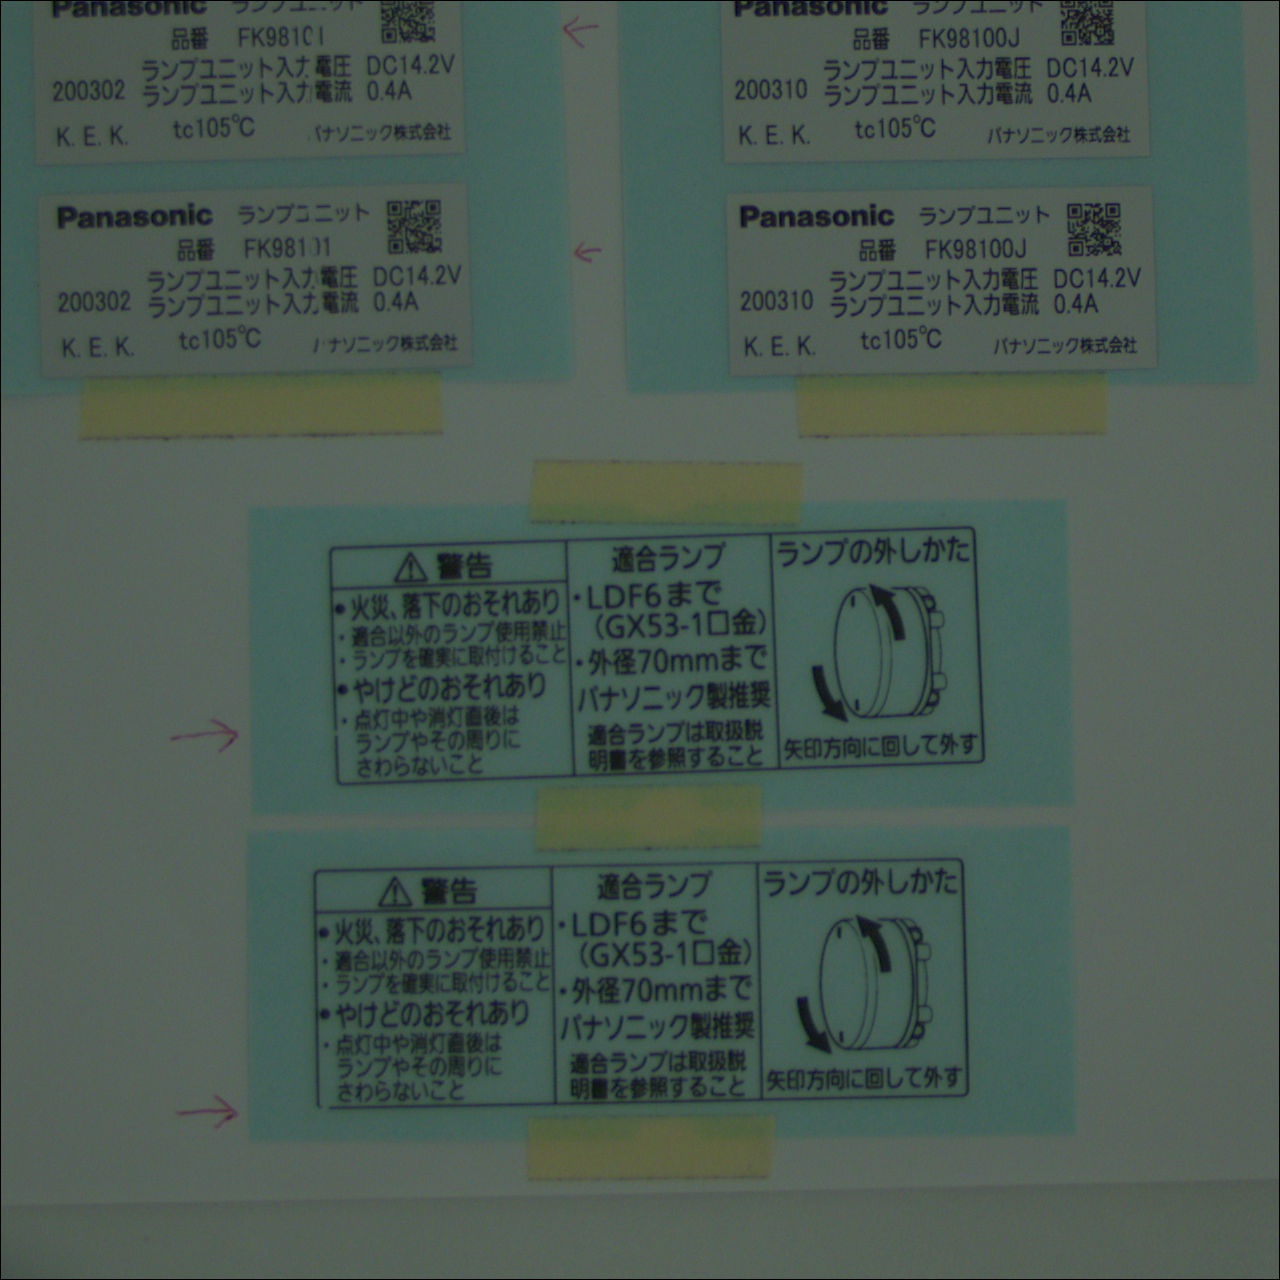 Panasonic ランプユニット
品番 FK9810
ランプユニット入力電圧 DC14.2V
200302 ランプユニット入力電流 0.4A
K. E. K. tc105℃ パナソニック株式会社
Panasonic ランプユニット
品番 FK98100J
ランプユニット入力電圧 DC14.2V
200310 ランプユニット入力電流 0.4A
K. E. K. tc105℃ パナソニック株式会社
Panasonic ランプユニット
品番 FK98101
ランプユニット入力電圧 DC14.2V
200302 ランプユニット入力電流 0.4A
K. E. K. tc105℃ パナソニック株式会社
Panasonic ランプユニット
品番 FK98100J
ランプユニット入力電圧 DC14.2V
200310 ランプユニット入力電流 0.4A
K. E. K. tc105℃ パナソニック株式会社
⚠ 警告
●火災、落下のおそれあり
・適合以外のランプ使用禁止
・ランプを確実に取付けること
●やけどのおそれあり
・点灯中や消灯直後は
ランプやその周りに
さわらないこと
適合ランプ
・LDF6まで
(GX53-1口金)
・外径70mmまで
パナソニック製推奨
適合ランプは取扱説
明書を参照すること
ランプの外しかた
矢印方向に回して外す
⚠ 警告
●火災、落下のおそれあり
・適合以外のランプ使用禁止
・ランプを確実に取付けること
●やけどのおそれあり
・点灯中や消灯直後は
ランプやその周りに
さわらないこと
適合ランプ
・LDF6まで
(GX53-1口金)
・外径70mmまで
パナソニック製推奨
適合ランプは取扱説
明書を参照すること
ランプの外しかた
矢印方向に回して外す